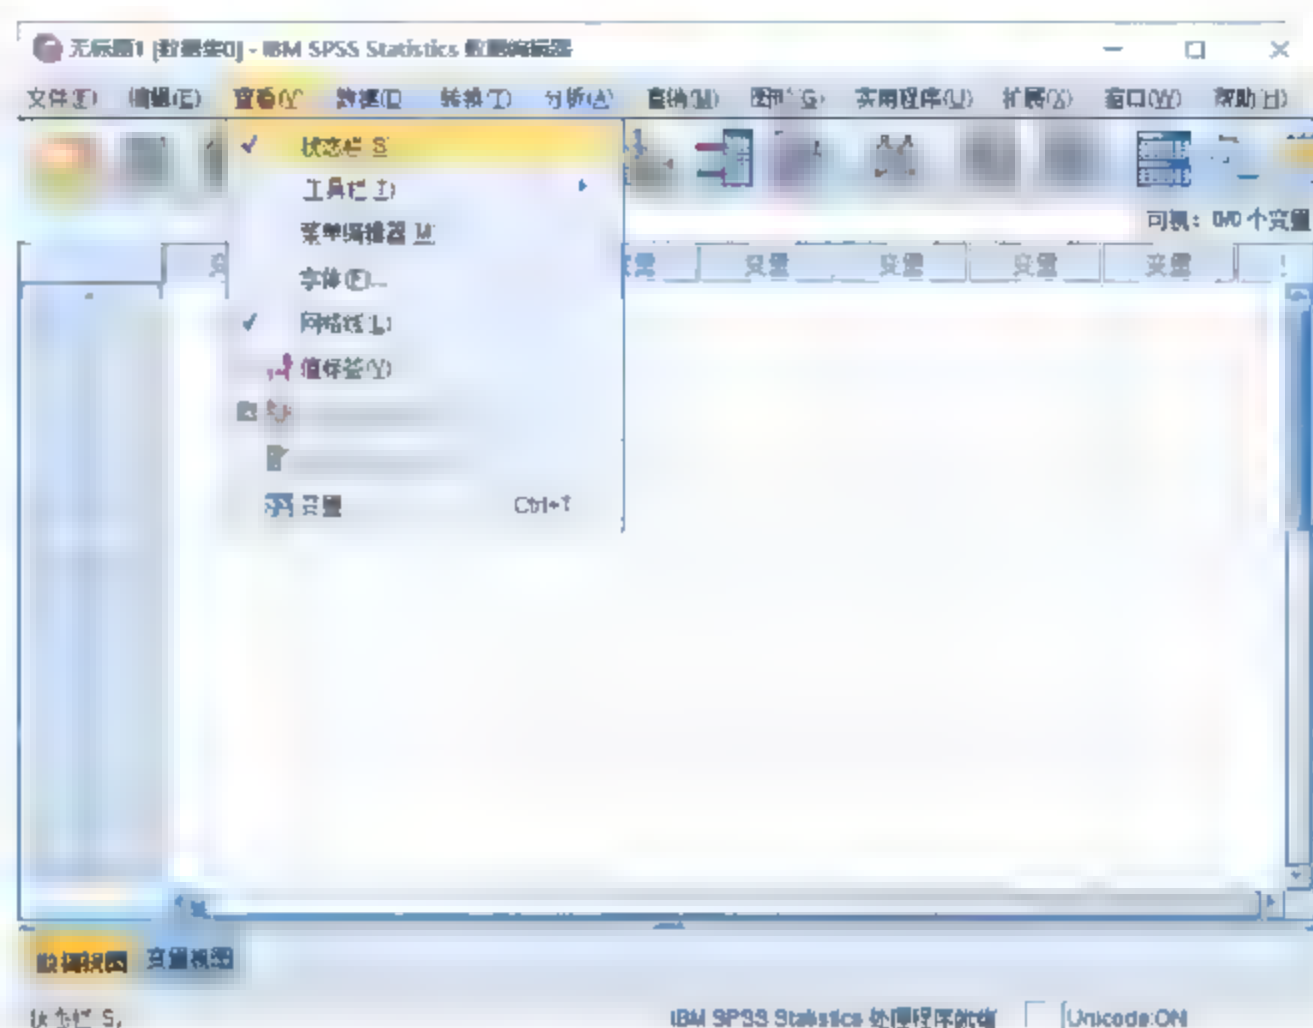 无标题1 [数据集0] - IBM SPSS Statistics 数据编辑器
文件(F) 编辑(E) 查看(V) 数据(D 转换(T) 分析(A) 直销(M) 图形(G) 实用程序(U) 扩展(X) 窗口(W) 帮助(H)
状态栏 S
工具栏 T)
菜单编辑器 M
字体(F)...
网格线(L)
值标签(V)
变量 Ctrl+T
可视: 0/0 个变量
变量 变量 变量 变量 变量
数据视图 变量视图
状态栏 S,
IBM SPSS Statistics 处理程序就绪 Unicode:ON